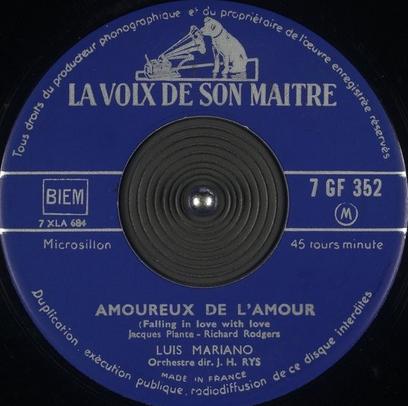 Tous droits du producteur phonographique et du propriétaire de l'œuvre enregistrée réservés
LA VOIX DE SON MAITRE
BIEM
7 GF 352
M
7 XLA 684
Microsillon
45 tours minute
AMOUREUX DE L'AMOUR
(Falling in love with love
Jacques Plante - Richard Rodgers
LUIS MARIANO
Orchestre dir. J. H. RYS
MADE IN FRANCE
Duplication, exécution publique, radiodiffusion de ce disque interdites